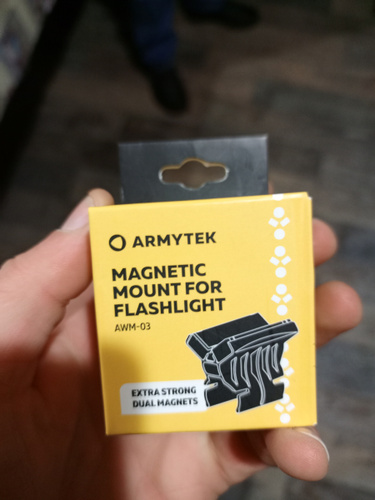 ARMYTEK
MAGNETIC
MOUNT FOR
FLASHLIGHT
AWM-03
EXTRA STRONG
DUAL MAGNETS